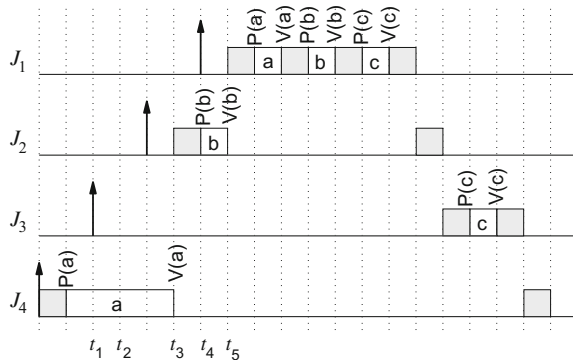 P(a) V(a) P(b) V(b) P(c) V(c)
J1 a b c
P(b) V(b)
J2 b
P(c) V(c)
J3 c
P(a) V(a)
J4 a
t1 t2 t3 t4 t5